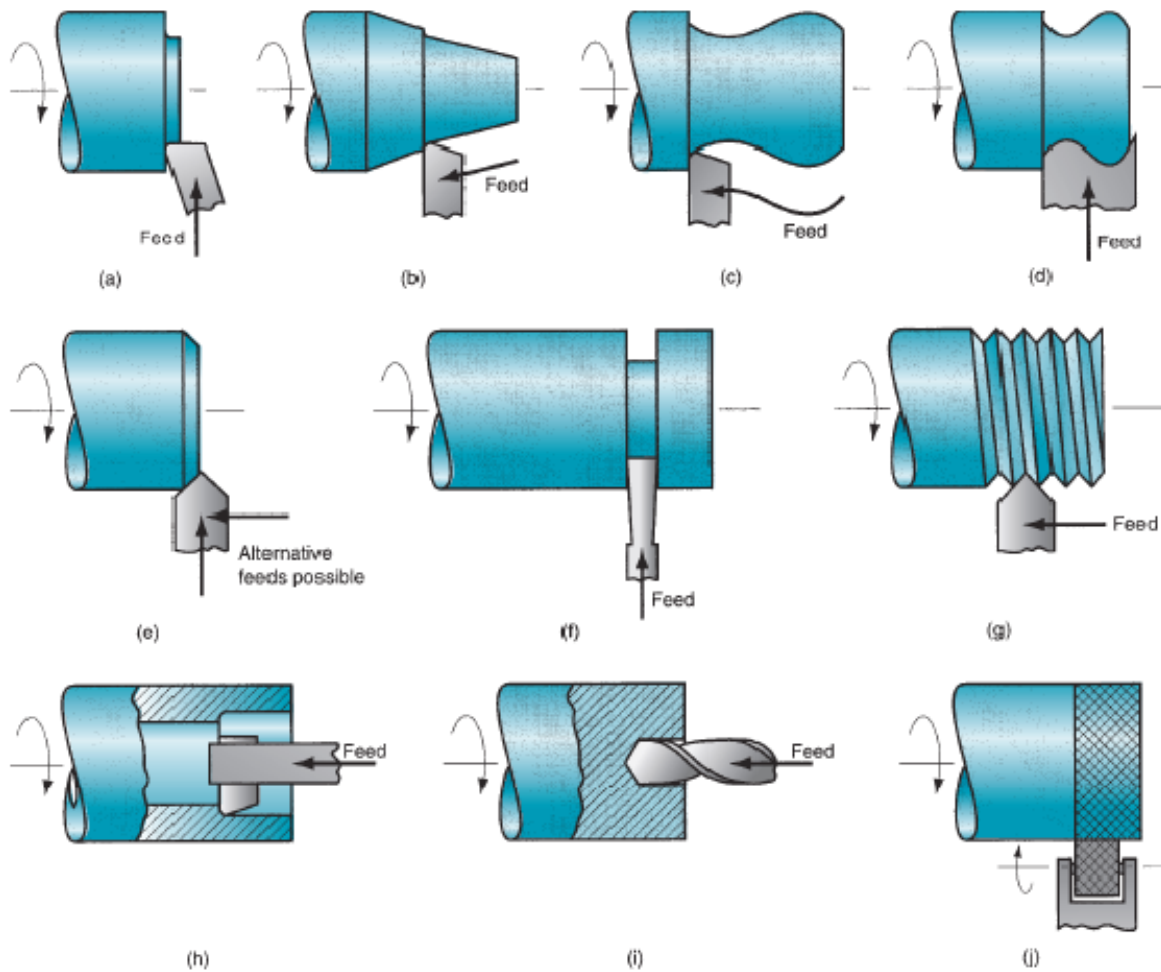 Feed
(a)
Feed
(b)
Feed
(c)
Feed
(d)
Alternative
feeds possible
(e)
Feed
(f)
Feed
(g)
Feed
(h)
Feed
(i)
(j)